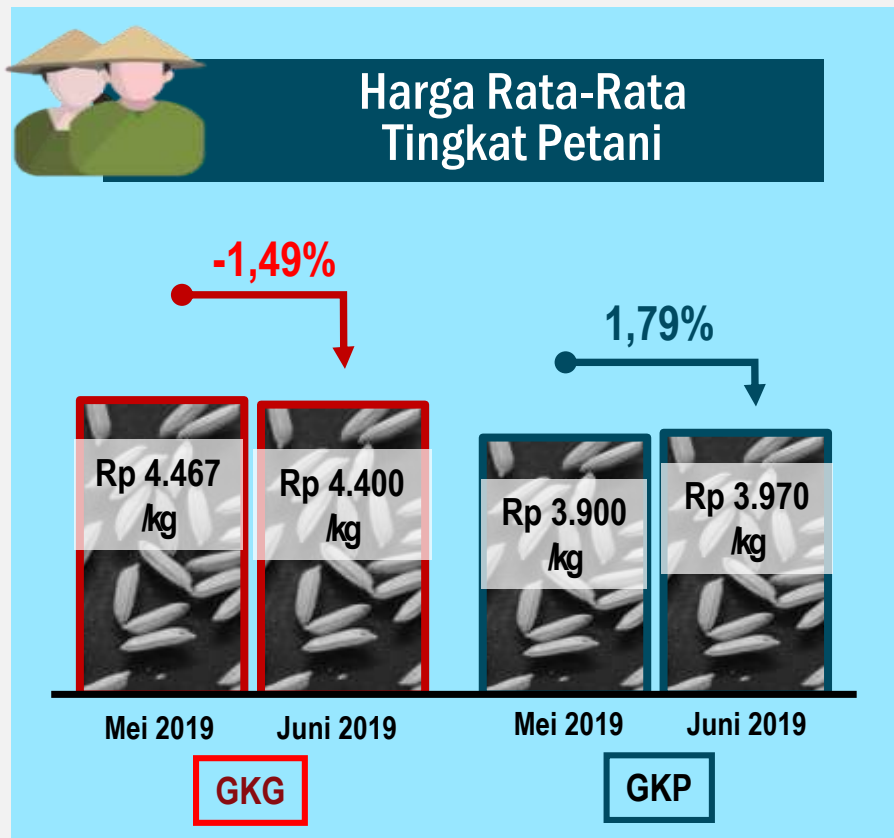 Harga Rata-Rata
Tingkat Petani
-1,49%
1,79%
Rp 4.467
/kg
Rp 4.400
/kg
Rp 3.900
/kg
Rp 3.970
/kg
Mei 2019
Juni 2019
Mei 2019
Juni 2019
GKG
GKP